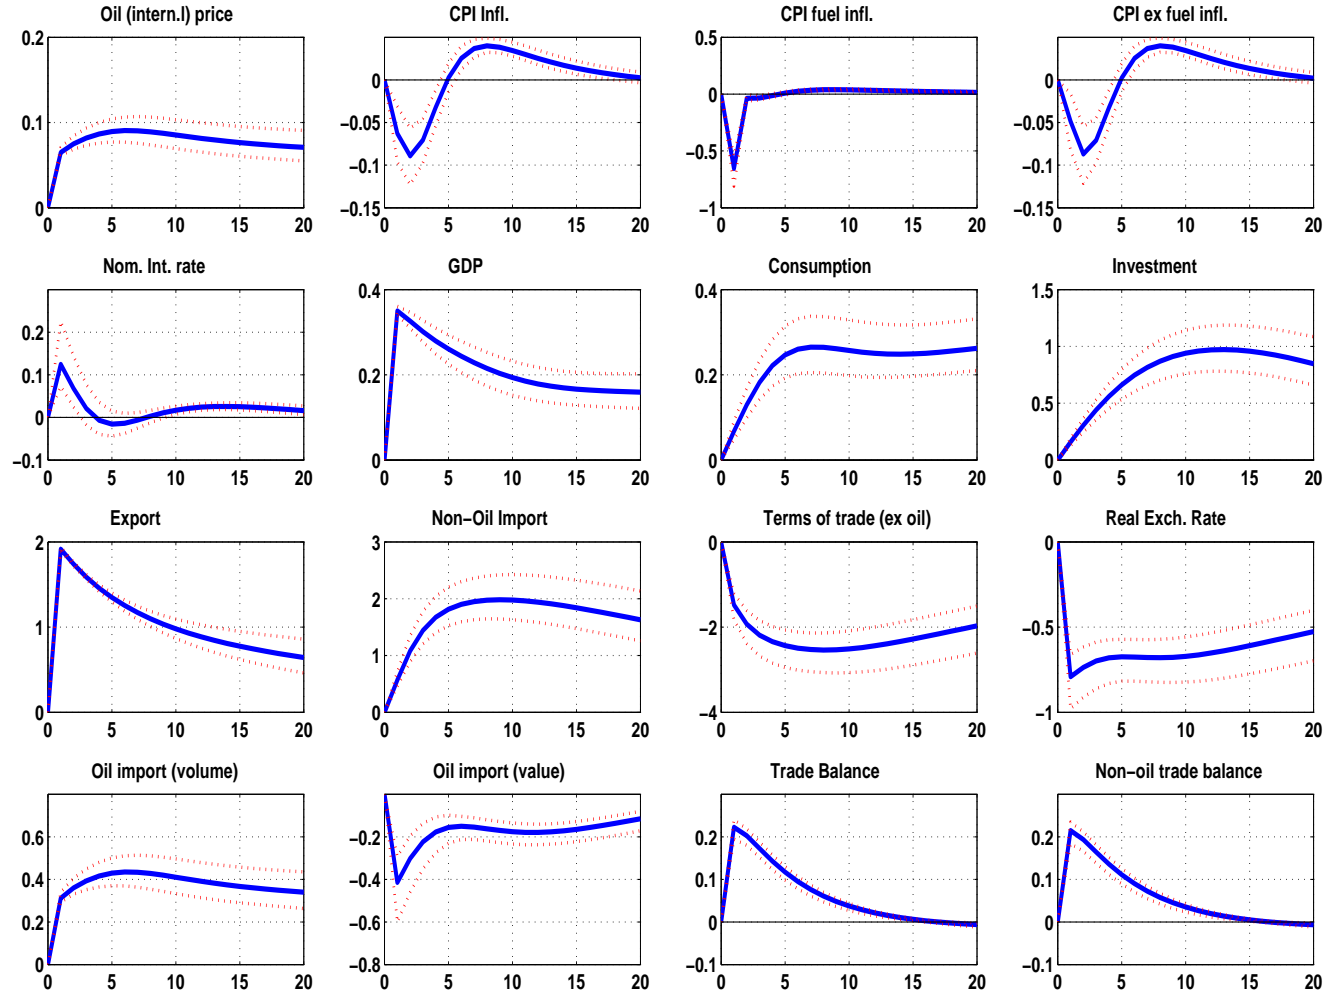 Oil (intern.l) price
CPI Infl.
CPI fuel infl.
CPI ex fuel infl.
0.2
0.1
0
0 5 10 15 20
0
−0.05
−0.1
−0.15
0 5 10 15 20
0.5
0
−0.5
−1
0 5 10 15 20
0
−0.05
−0.1
−0.15
0 5 10 15 20
Nom. Int. rate
GDP
Consumption
Investment
0.2
0.1
0
−0.1
0 5 10 15 20
0.4
0.2
0
0 5 10 15 20
0.4
0.2
0
0 5 10 15 20
1.5
1
0.5
0
0 5 10 15 20
Export
Non−Oil Import
Terms of trade (ex oil)
Real Exch. Rate
2
1
0
0 5 10 15 20
3
2
1
0
0 5 10 15 20
0
−2
−4
0 5 10 15 20
0
−0.5
−1
0 5 10 15 20
Oil import (volume)
Oil import (value)
Trade Balance
Non−oil trade balance
0.6
0.4
0.2
0
0 5 10 15 20
−0.2
−0.4
−0.6
−0.8
0 5 10 15 20
0.2
0.1
0
−0.1
0 5 10 15 20
0.2
0.1
0
−0.1
0 5 10 15 20